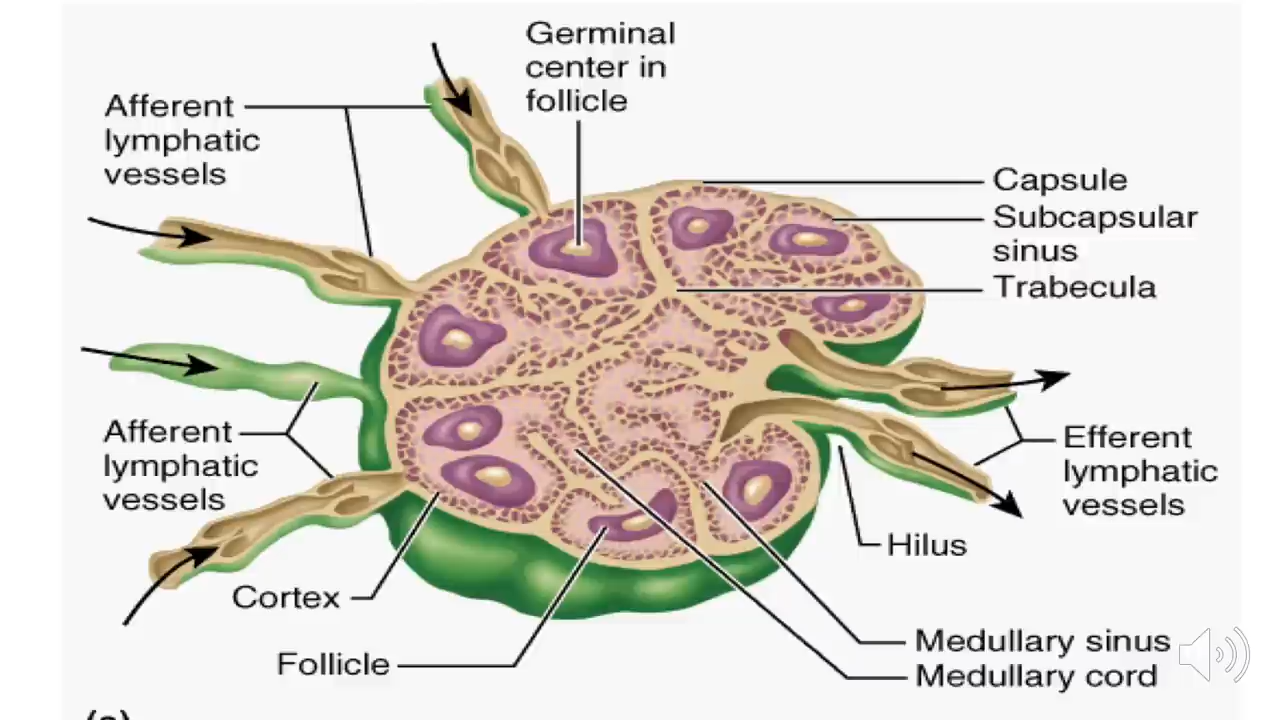 Germinal
center in
follicle
Afferent
lymphatic
vessels
Capsule
Subcapsular
sinus
Trabecula
Afferent
lymphatic
vessels
Efferent
lymphatic
vessels
Hilus
Cortex
Follicle
Medullary sinus
Medullary cord
(a)